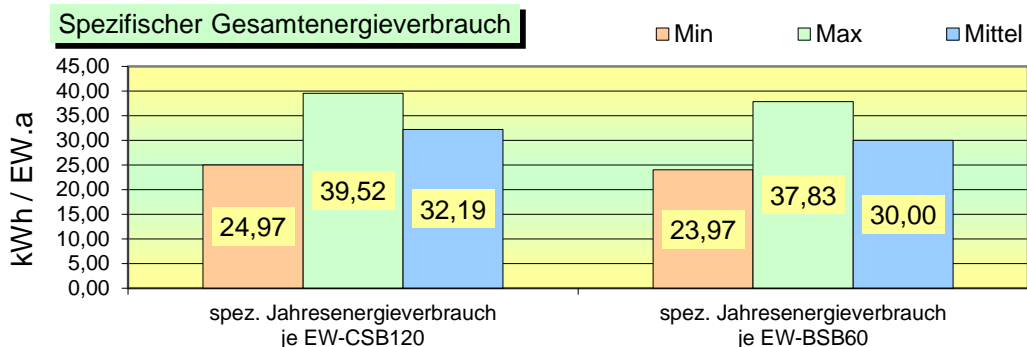 Spezifischer Gesamtenergieverbrauch
Min Max Mittel
kWh / EW.a
45,00
40,00
35,00
30,00
25,00
20,00
15,00
10,00
5,00
0,00
24,97 39,52 32,19 23,97 37,83 30,00
spez. Jahresenergieverbrauch
je EW-CSB120
spez. Jahresenergieverbrauch
je EW-BSB60